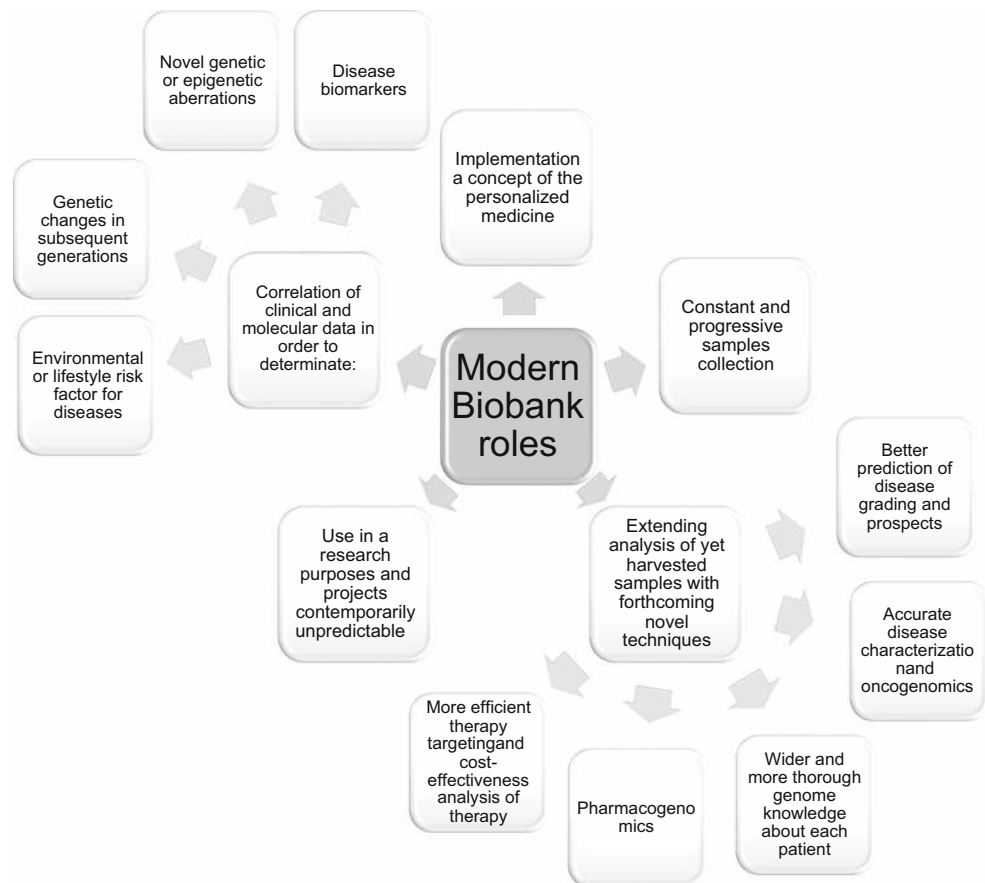 Novel genetic
or epigenetic
aberrations
Disease
biomarkers
Implementation
a concept of the
personalized
medicine
Genetic
changes in
subsequent
generations
Correlation of
clinical and
molecular data in
order to
determinate:
Constant and
progressive
samples
collection
Environmental
or lifestyle risk
factor for
diseases
Modern
Biobank
roles
Better
prediction of
disease
grading and
prospects
Use in a
research
purposes and
projects
contemporarily
unpredictable
Extending
analysis of yet
harvested
samples with
forthcoming
novel
techniques
Accurate
disease
characterizatio
nand
oncogenomics
More efficient
therapy
targetingand
cost-
effectiveness
analysis of
therapy
Pharmacogeno
mics
Wider and
more thorough
genome
knowledge
about each
patient